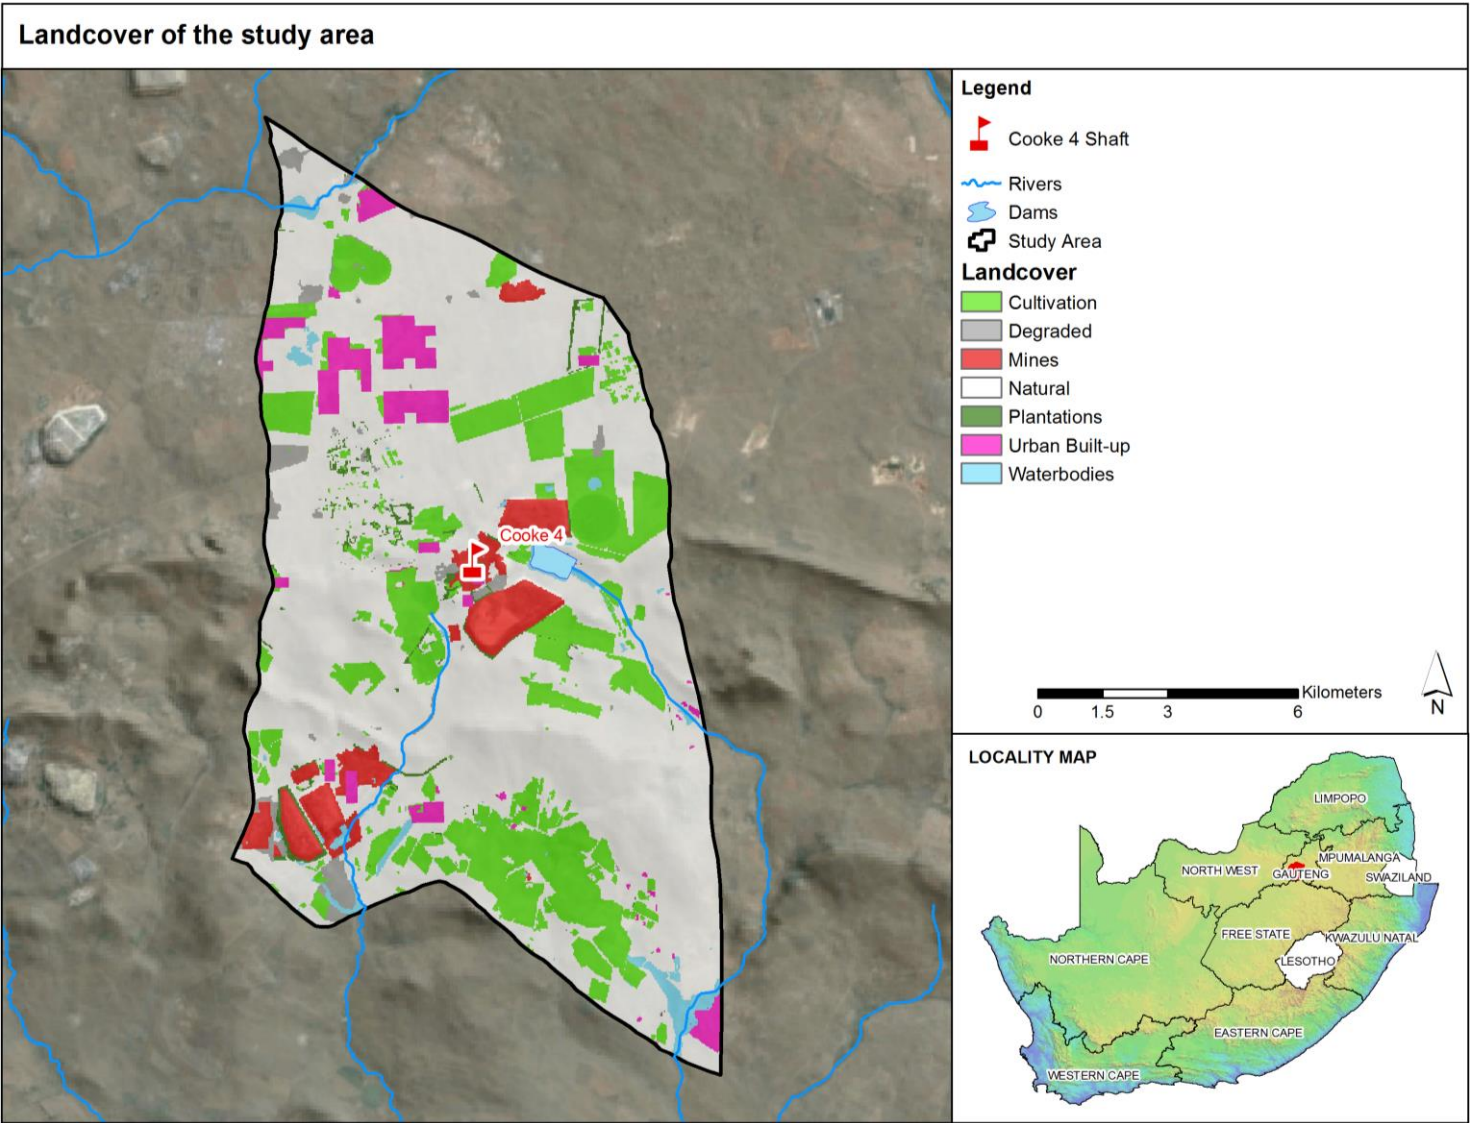 Landcover of the study area
Cooke 4
Legend
Cooke 4 Shaft
Rivers
Dams
Study Area
Landcover
Cultivation
Degraded
Mines
Natural
Plantations
Urban Built-up
Waterbodies
Kilometers
0 1.5 3 6
N
LOCALITY MAP
LIMPOPO
MPUMALANGA
NORTH WEST
GAUTENG
SWAZILAND
FREE STATE
KWAZULU NATAL
LESOTHO
NORTHERN CAPE
EASTERN CAPE
WESTERN CAPE